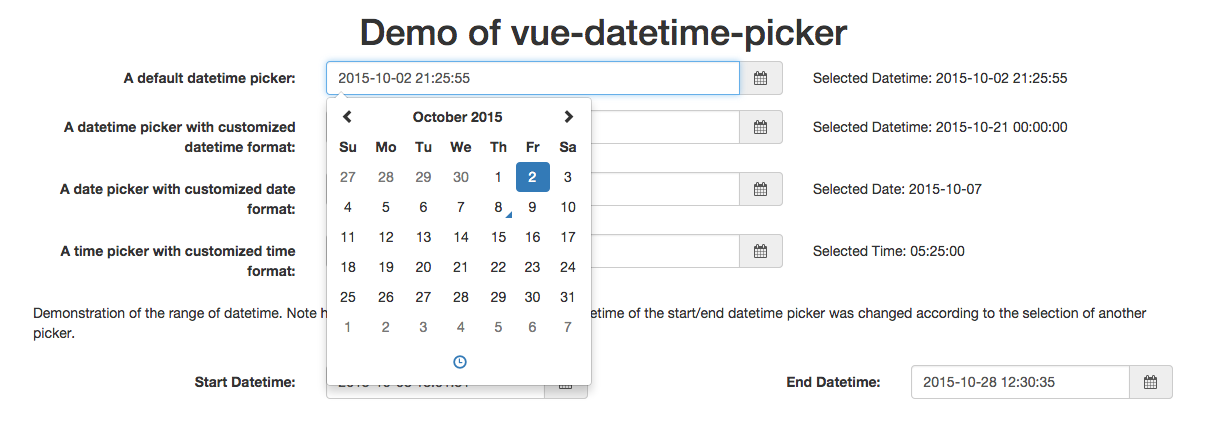 Demo of vue-datetime-picker
A default datetime picker:
2015-10-02 21:25:55
Selected Datetime: 2015-10-02 21:25:55
October 2015
Su Mo Tu We Th Fr Sa
27 28 29 30 1 2 3
4 5 6 7 8 9 10
11 12 13 14 15 16 17
18 19 20 21 22 23 24
25 26 27 28 29 30 31
1 2 3 4 5 6 7
A datetime picker with customized
datetime format:
Selected Datetime: 2015-10-21 00:00:00
A date picker with customized date
format:
Selected Date: 2015-10-07
A time picker with customized time
format:
Selected Time: 05:25:00
Demonstration of the range of datetime. Note of the start/end datetime picker was changed according to the selection of another
picker.
Start Datetime:
End Datetime:
2015-10-28 12:30:35